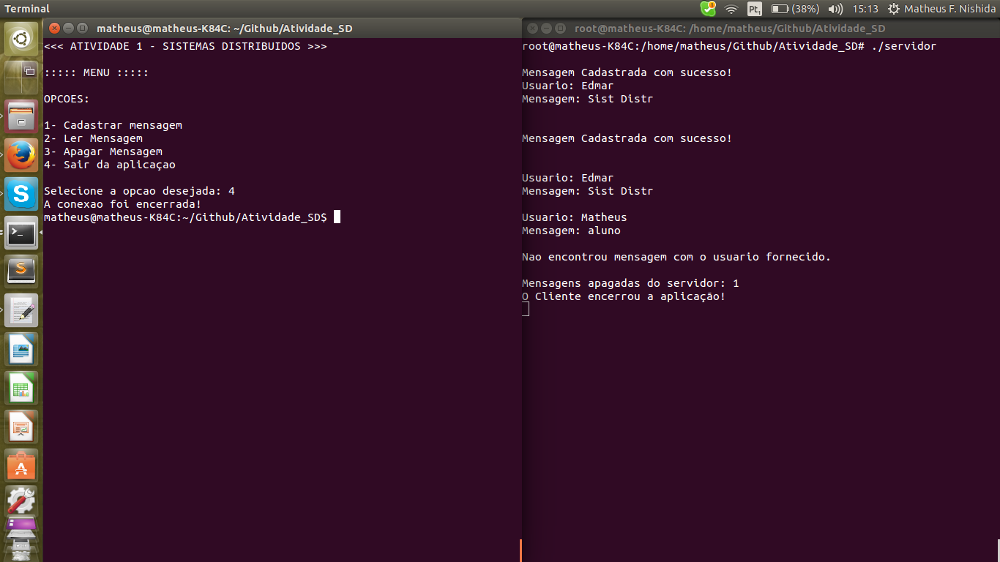 Terminal
Pt1 (38%) 15:13 Matheus F. Nishida
matheus@matheus-K84C: ~/Github/Atividade_SD
<<< ATIVIDADE 1 - SISTEMAS DISTRIBUIDOS >>>
::::: MENU :::::
OPCOES:
1- Cadastrar mensagem
2- Ler Mensagem
3- Apagar Mensagem
4- Sair da aplicaçao
Selecione a opcao desejada: 4
A conexao foi encerrada!
matheus@matheus-K84C:~/Github/Atividade_SD$
root@matheus-K84C: /home/matheus/Github/Atividade_SD
root@matheus-K84C:/home/matheus/Github/Atividade_SD# ./servidor
Mensagem Cadastrada com sucesso!
Usuario: Edmar
Mensagem: Sist Distr
Mensagem Cadastrada com sucesso!
Usuario: Edmar
Mensagem: Sist Distr
Usuario: Matheus
Mensagem: aluno
Nao encontrou mensagem com o usuario fornecido.
Mensagens apagadas do servidor: 1
O Cliente encerrou a aplicação!